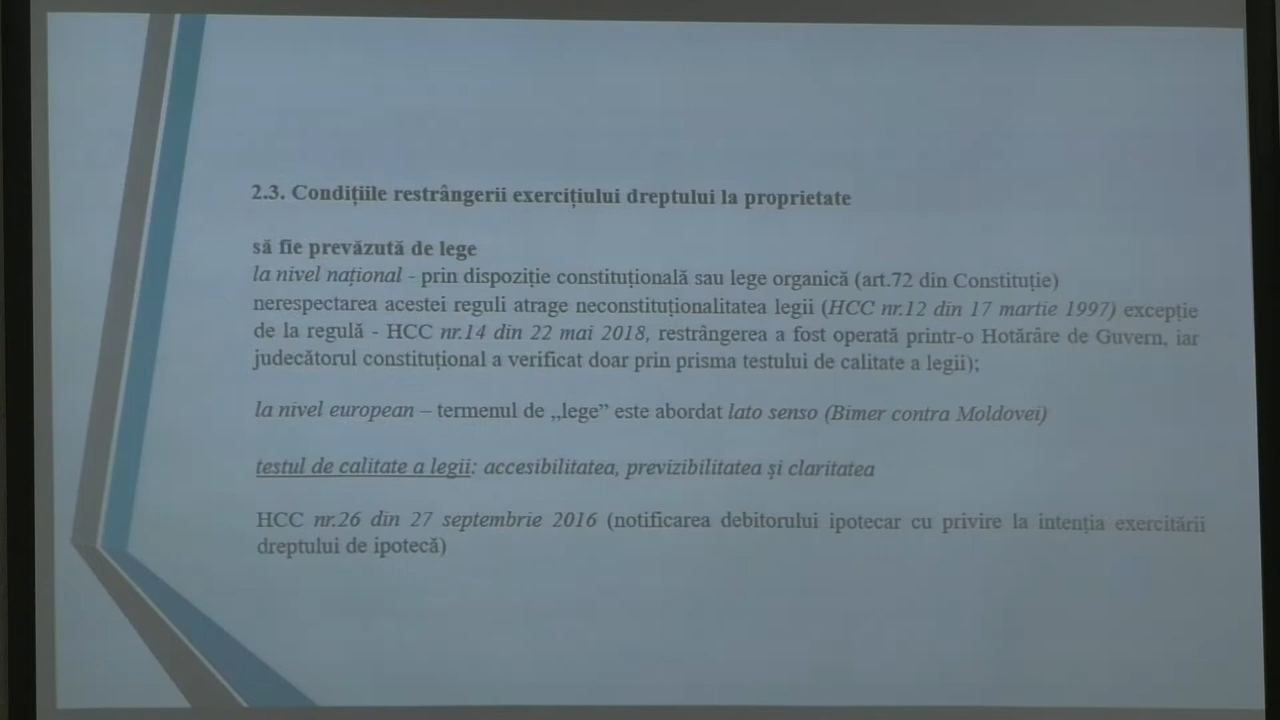 2.3. Condițiile restrângerii exercițiului dreptului la proprietate
să fie prevăzută de lege
la nivel național - prin dispoziție constituțională sau lege organică (art.72 din Constituție)
nerespectarea acestei reguli atrage neconstituționalitatea legii (HCC nr.12 din 17 martie 1997) excepție
de la regulă - HCC nr.14 din 22 mai 2018, restrângerea a fost operată printr-o Hotărâre de Guvern, iar
judecătorul constituțional a verificat doar prin prisma testului de calitate a legii);
la nivel european – termenul de „lege” este abordat lato senso (Bimer contra Moldovei)
testul de calitate a legii: accesibilitatea, previzibilitatea și claritatea
HCC nr.26 din 27 septembrie 2016 (notificarea debitorului ipotecar cu privire la intenția exercitării
dreptului de ipotecă)